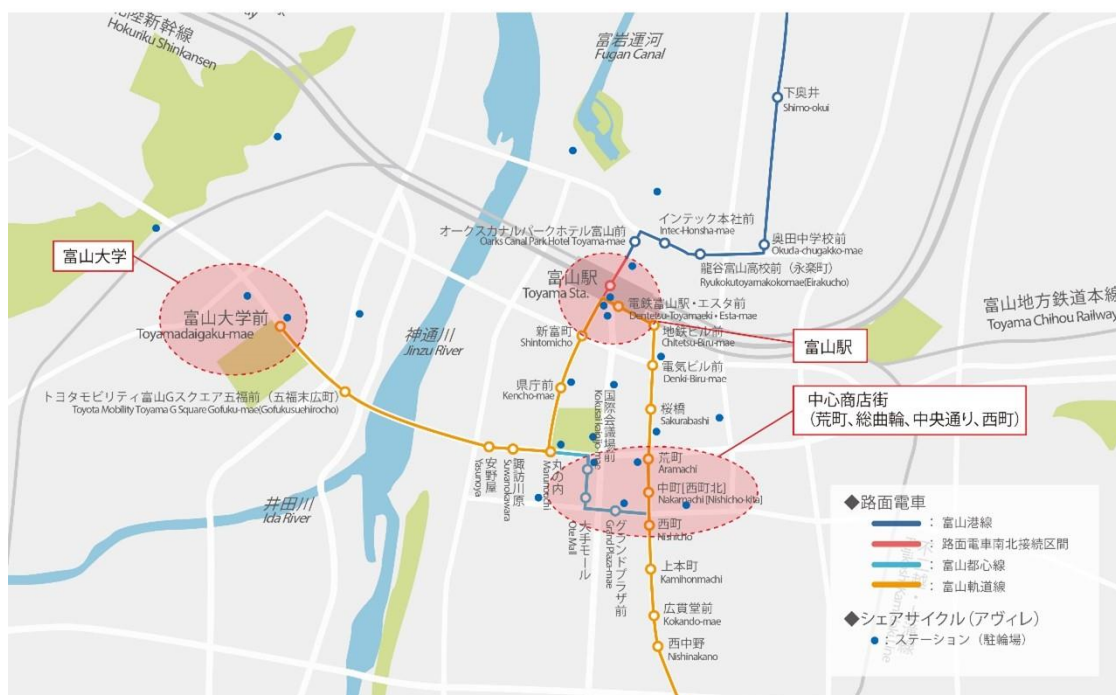 北陸新幹線
Hokuriku Shinkansen
富岩運河
Fugan Canal
下奥井
Shimo-okui
インテック本社前
Intec-Honsha-mae
オークスカナルパークホテル富山前
Oarks Canal Park Hotel Toyama-mae
奥田中学校前
Okuda-chugakko-mae
龍谷富山高校前（永楽町）
Ryukokutoyamakokomae(Eirakucho)
富山大学
富山駅
Toyama Sta.
電鉄富山駅・エスタ前
Dentetsu-Toyamaeki・Esta-mae
富山地方鉄道本線
Toyama Chihou Railway
富山大学前
Toyamadaigaku-mae
神通川
Jinzu River
新富町
Shintomicho
地鉄ビル前
Chitetsu-Biru-mae
富山駅
電気ビル前
Denki-Biru-mae
トヨタモビリティ富山Gスクエア五福前（五福末広町）
Toyota Mobility Toyama G Square Gofuku-mae(Gofukusuehirocho)
県庁前
Kencho-mae
国際会議場前
中心商店街
（荒町、総曲輪、中央通り、西町）
桜橋
Sakurabashi
荒町
Aramachi
安野屋
Yasunoya
諏訪川原
Suwanokawara
丸の内
Marunouchi
中町[西町北]
Nakamachi [Nishicho-kita]
井田川
Ida River
大手モール
Ote Mall
グランドプラザ前
Grand Plaza-mae
西町
Nishicho
上本町
Kamihonmachi
広貫堂前
Kokando-mae
西中野
Nishinakano
◆路面電車
：富山港線
：路面電車南北接続区間
：富山都心線
：富山軌道線
◆シェアサイクル（アヴィレ）
：ステーション（駐輪場）